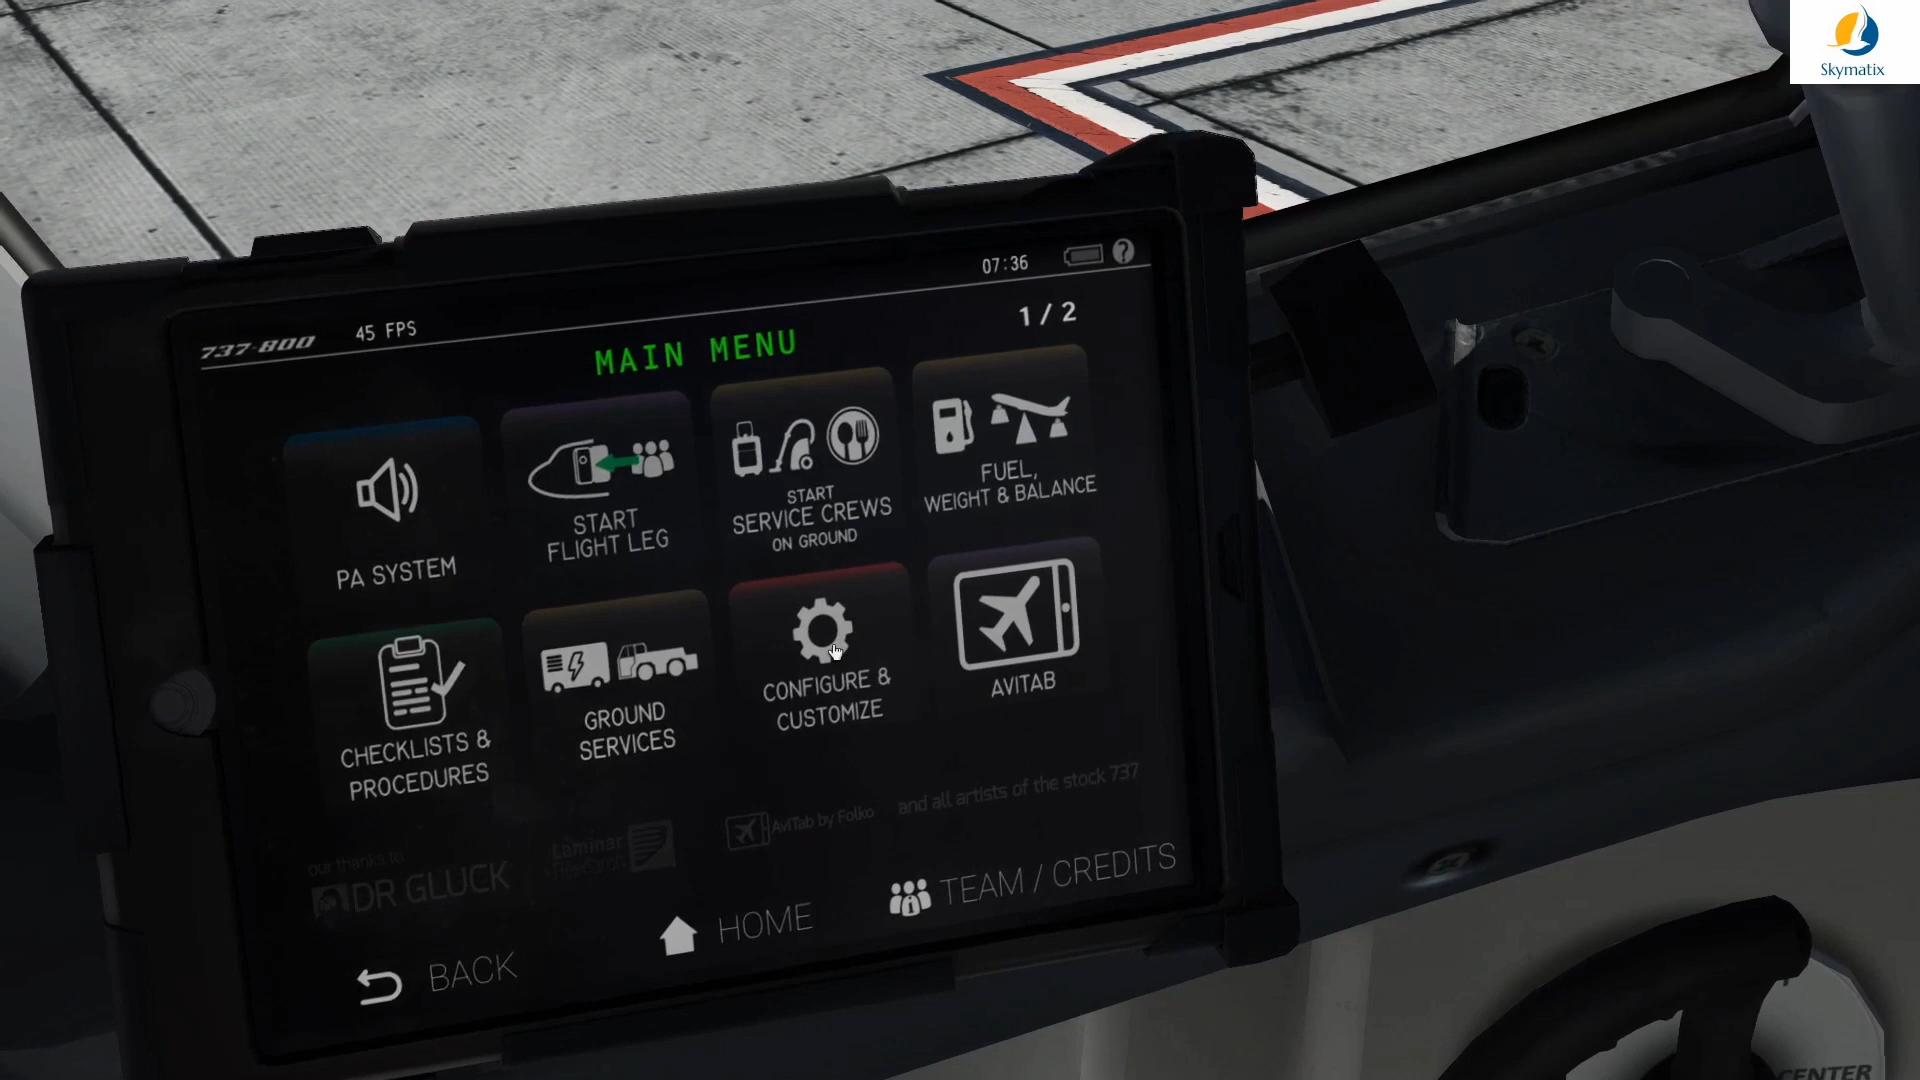 Skymatix
737-800
45 FPS
07:36
?
MAIN MENU
1 / 2
PA SYSTEM
START
FLIGHT LEG
START
SERVICE CREWS
ON GROUND
FUEL,
WEIGHT & BALANCE
CHECKLISTS &
PROCEDURES
GROUND
SERVICES
CONFIGURE &
CUSTOMIZE
AVITAB
our thanks to
DR GLUCK
Laminar
AviTab by Folko
and all artists of the stock 737
BACK
HOME
TEAM / CREDITS
CENTER